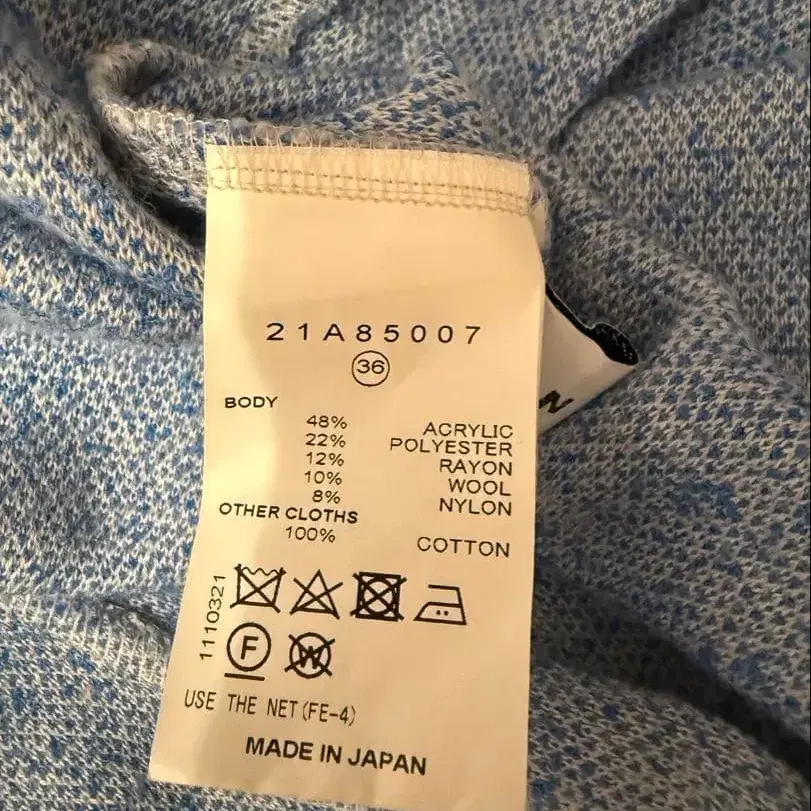 21A85007
36
BODY
48% ACRYLIC
22% POLYESTER
12% RAYON
10% WOOL
8% NYLON
OTHER CLOTHS
100% COTTON
1110321
F
W
USE THE NET(FE-4)
MADE IN JAPAN
N